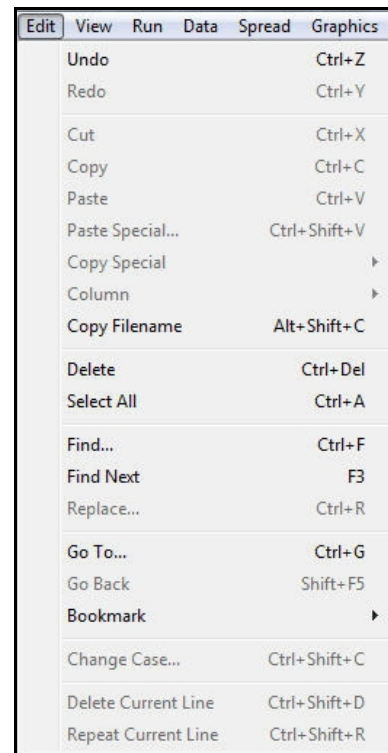 Edit View Run Data Spread Graphics
Undo Ctrl+Z
Redo Ctrl+Y
Cut Ctrl+X
Copy Ctrl+C
Paste Ctrl+V
Paste Special... Ctrl+Shift+V
Copy Special
Column
Copy Filename Alt+Shift+C
Delete Ctrl+Del
Select All Ctrl+A
Find... Ctrl+F
Find Next F3
Replace... Ctrl+R
Go To... Ctrl+G
Go Back Shift+F5
Bookmark
Change Case... Ctrl+Shift+C
Delete Current Line Ctrl+Shift+D
Repeat Current Line Ctrl+Shift+R